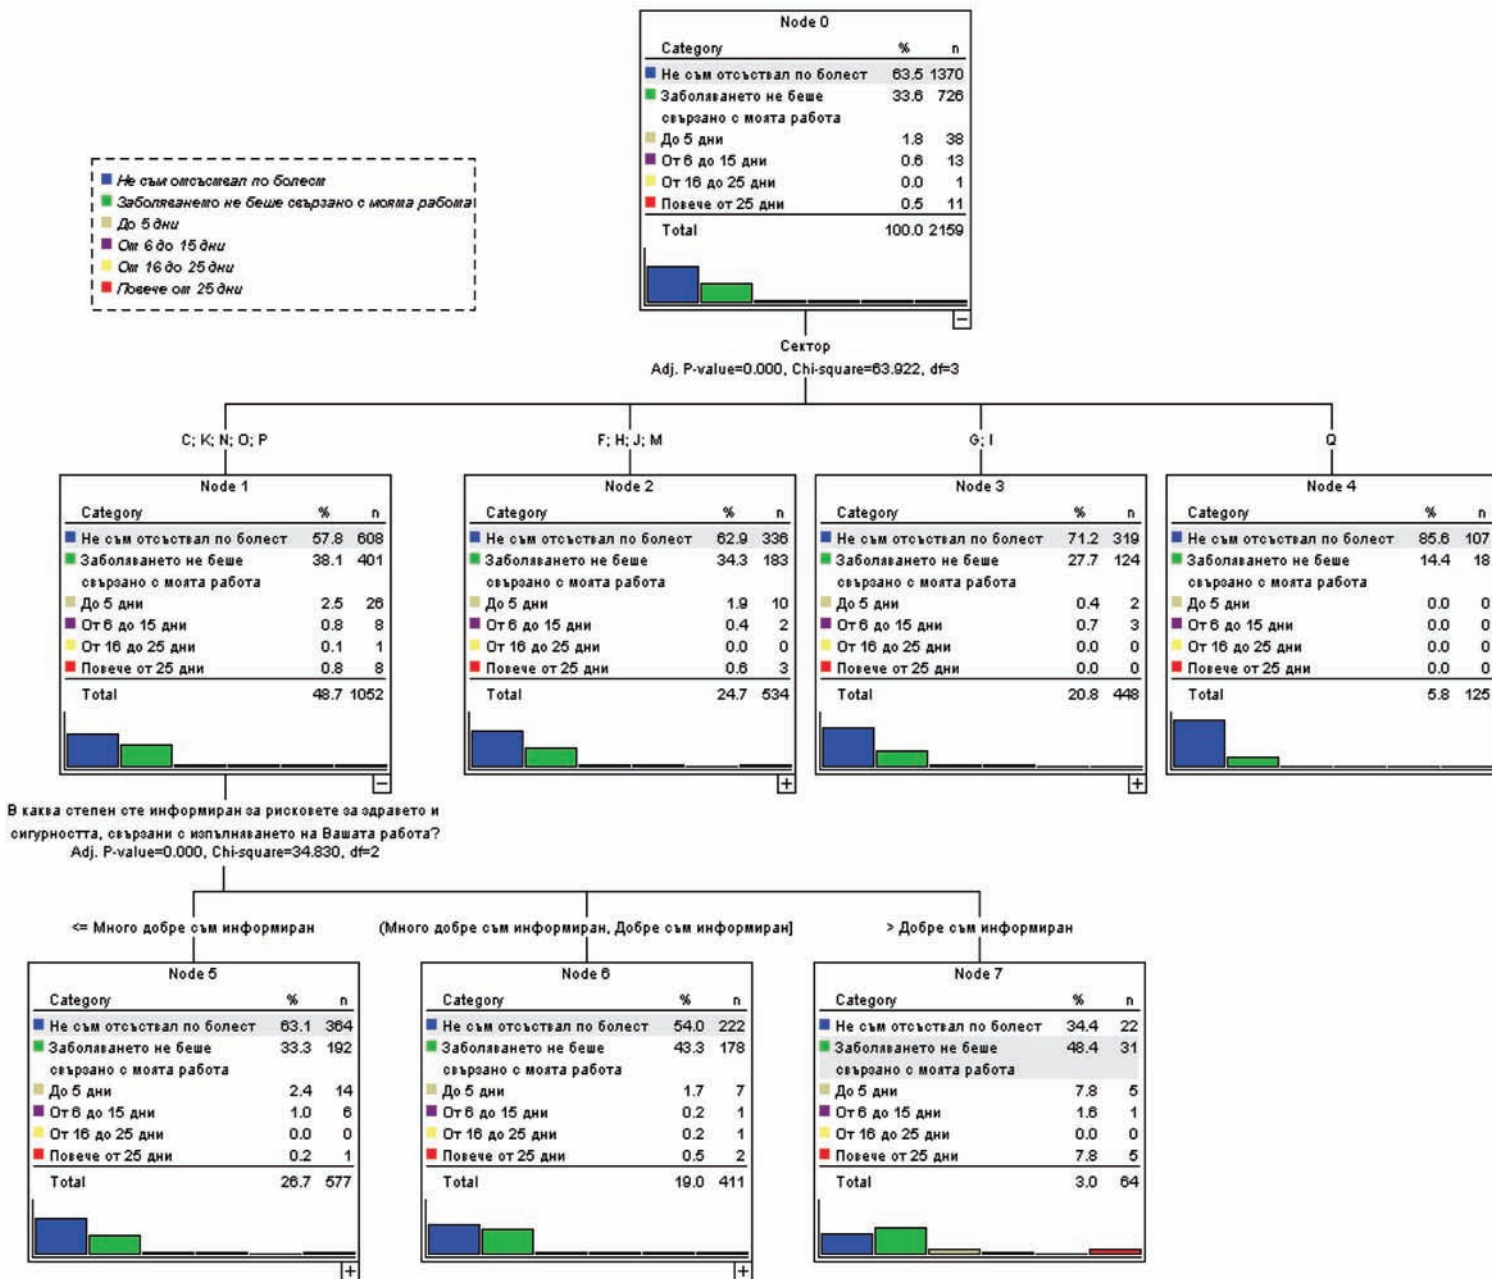 Node 0
Category % n
Не съм отсъствал по болест 63.5 1370
Заболяването не беше 33.6 726
свързано с моята работа
До 5 дни 1.8 38
От 6 до 15 дни 0.6 13
От 16 до 25 дни 0.0 1
Повече от 25 дни 0.5 11
Total 100.0 2159
Не съм отсъствал по болест
Заболяването не беше свързано с моята работа
До 5 дни
От 6 до 15 дни
От 16 до 25 дни
Повече от 25 дни
Сектор
Adj. P-value=0.000, Chi-square=63.922, df=3
C; K; N; O; P
Node 1
Category % n
Не съм отсъствал по болест 57.8 608
Заболяването не беше 38.1 401
свързано с моята работа
До 5 дни 2.5 26
От 6 до 15 дни 0.8 8
От 16 до 25 дни 0.1 1
Повече от 25 дни 0.8 8
Total 48.7 1052
F; H; J; M
Node 2
Category % n
Не съм отсъствал по болест 62.9 336
Заболяването не беше 34.3 183
свързано с моята работа
До 5 дни 1.9 10
От 6 до 15 дни 0.4 2
От 16 до 25 дни 0.0 0
Повече от 25 дни 0.6 3
Total 24.7 534
G; I
Node 3
Category % n
Не съм отсъствал по болест 71.2 319
Заболяването не беше 27.7 124
свързано с моята работа
До 5 дни 0.4 2
От 6 до 15 дни 0.7 3
От 16 до 25 дни 0.0 0
Повече от 25 дни 0.0 0
Total 20.8 448
Q
Node 4
Category % n
Не съм отсъствал по болест 85.6 107
Заболяването не беше 14.4 18
свързано с моята работа
До 5 дни 0.0 0
От 6 до 15 дни 0.0 0
От 16 до 25 дни 0.0 0
Повече от 25 дни 0.0 0
Total 5.8 125
В каква степен сте информиран за рисковете за здравето и
сигурността, свързани с изпълняването на Вашата работа?
Adj. P-value=0.000, Chi-square=34.830, df=2
<= Много добре съм информиран
Node 5
Category % n
Не съм отсъствал по болест 63.1 364
Заболяването не беше 33.3 192
свързано с моята работа
До 5 дни 2.4 14
От 6 до 15 дни 1.0 6
От 16 до 25 дни 0.0 0
Повече от 25 дни 0.2 1
Total 26.7 577
(Много добре съм информиран, Добре съм информиран]
Node 6
Category % n
Не съм отсъствал по болест 54.0 222
Заболяването не беше 43.3 178
свързано с моята работа
До 5 дни 1.7 7
От 6 до 15 дни 0.2 1
От 16 до 25 дни 0.2 1
Повече от 25 дни 0.5 2
Total 19.0 411
> Добре съм информиран
Node 7
Category % n
Не съм отсъствал по болест 34.4 22
Заболяването не беше 48.4 31
свързано с моята работа
До 5 дни 7.8 5
От 6 до 15 дни 1.6 1
От 16 до 25 дни 0.0 0
Повече от 25 дни 7.8 5
Total 3.0 64